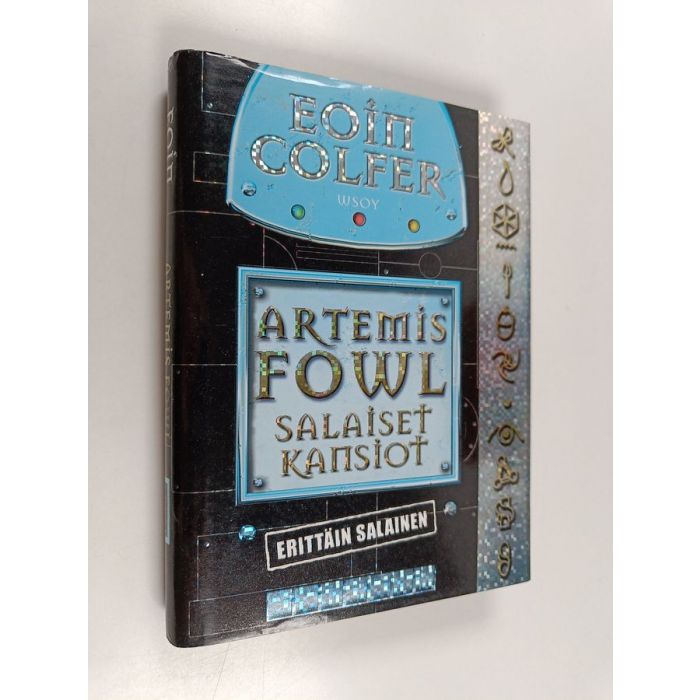 EOIN
COLFER
WSOY
ARTEMIS
FOWL
SALAISET
KANSIOT
ERITTÄIN SALAINEN
EOIN
ARTEMIS FOWL